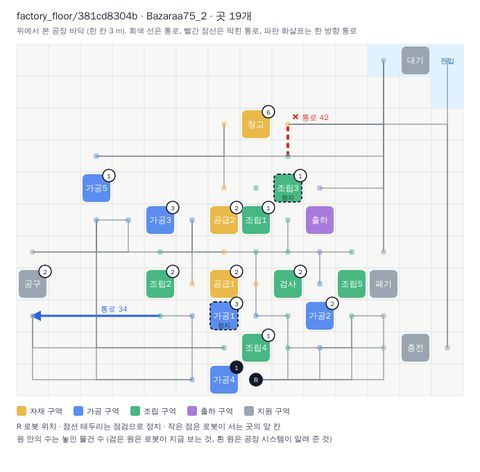 factory_floor/381cd8304b · Bazaraa75_2 · 곳 19개
위에서 본 공장 바닥 (한 칸 3 m). 회색 선은 통로, 빨간 점선은 막힌 통로, 파란 화살표는 한 방향 통로
대기
진입
6
창고
✖ 통로 42
1
가공5
1
조립3
정지
3
가공3
2
공급2
1
조립1
출하
2
공구
2
조립2
2
공급1
2
검사
조립5
폐기
통로 34
3
가공1
정지
2
가공2
1
조립4
충전
1
가공4
R
자재 구역
가공 구역
조립 구역
출하 구역
지원 구역
R 로봇 위치 · 점선 테두리는 점검으로 정지 · 작은 점은 로봇이 서는 곳의 앞 칸
원 안의 수는 놓인 물건 수 (검은 원은 로봇이 지금 보는 것, 흰 원은 공장 시스템이 알려 준 것)